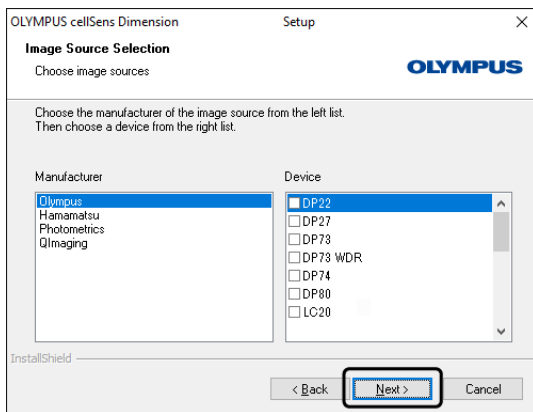 OLYMPUS cellSens Dimension Setup
Image Source Selection
Choose image sources
OLYMPUS
Choose the manufacturer of the image source from the left list.
Then choose a device from the right list.
Manufacturer
Olympus
Hamamatsu
Photometrics
QImaging
Device
DP22
DP27
DP73
DP73 WDR
DP74
DP80
LC20
InstallShield
< Back
Next >
Cancel